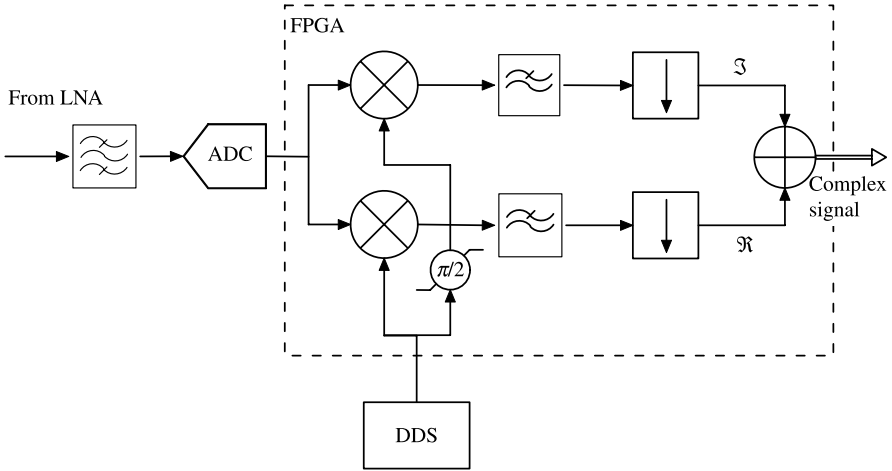 FPGA
From LNA
ADC
ℑ
π/2
ℜ
Complex
signal
DDS